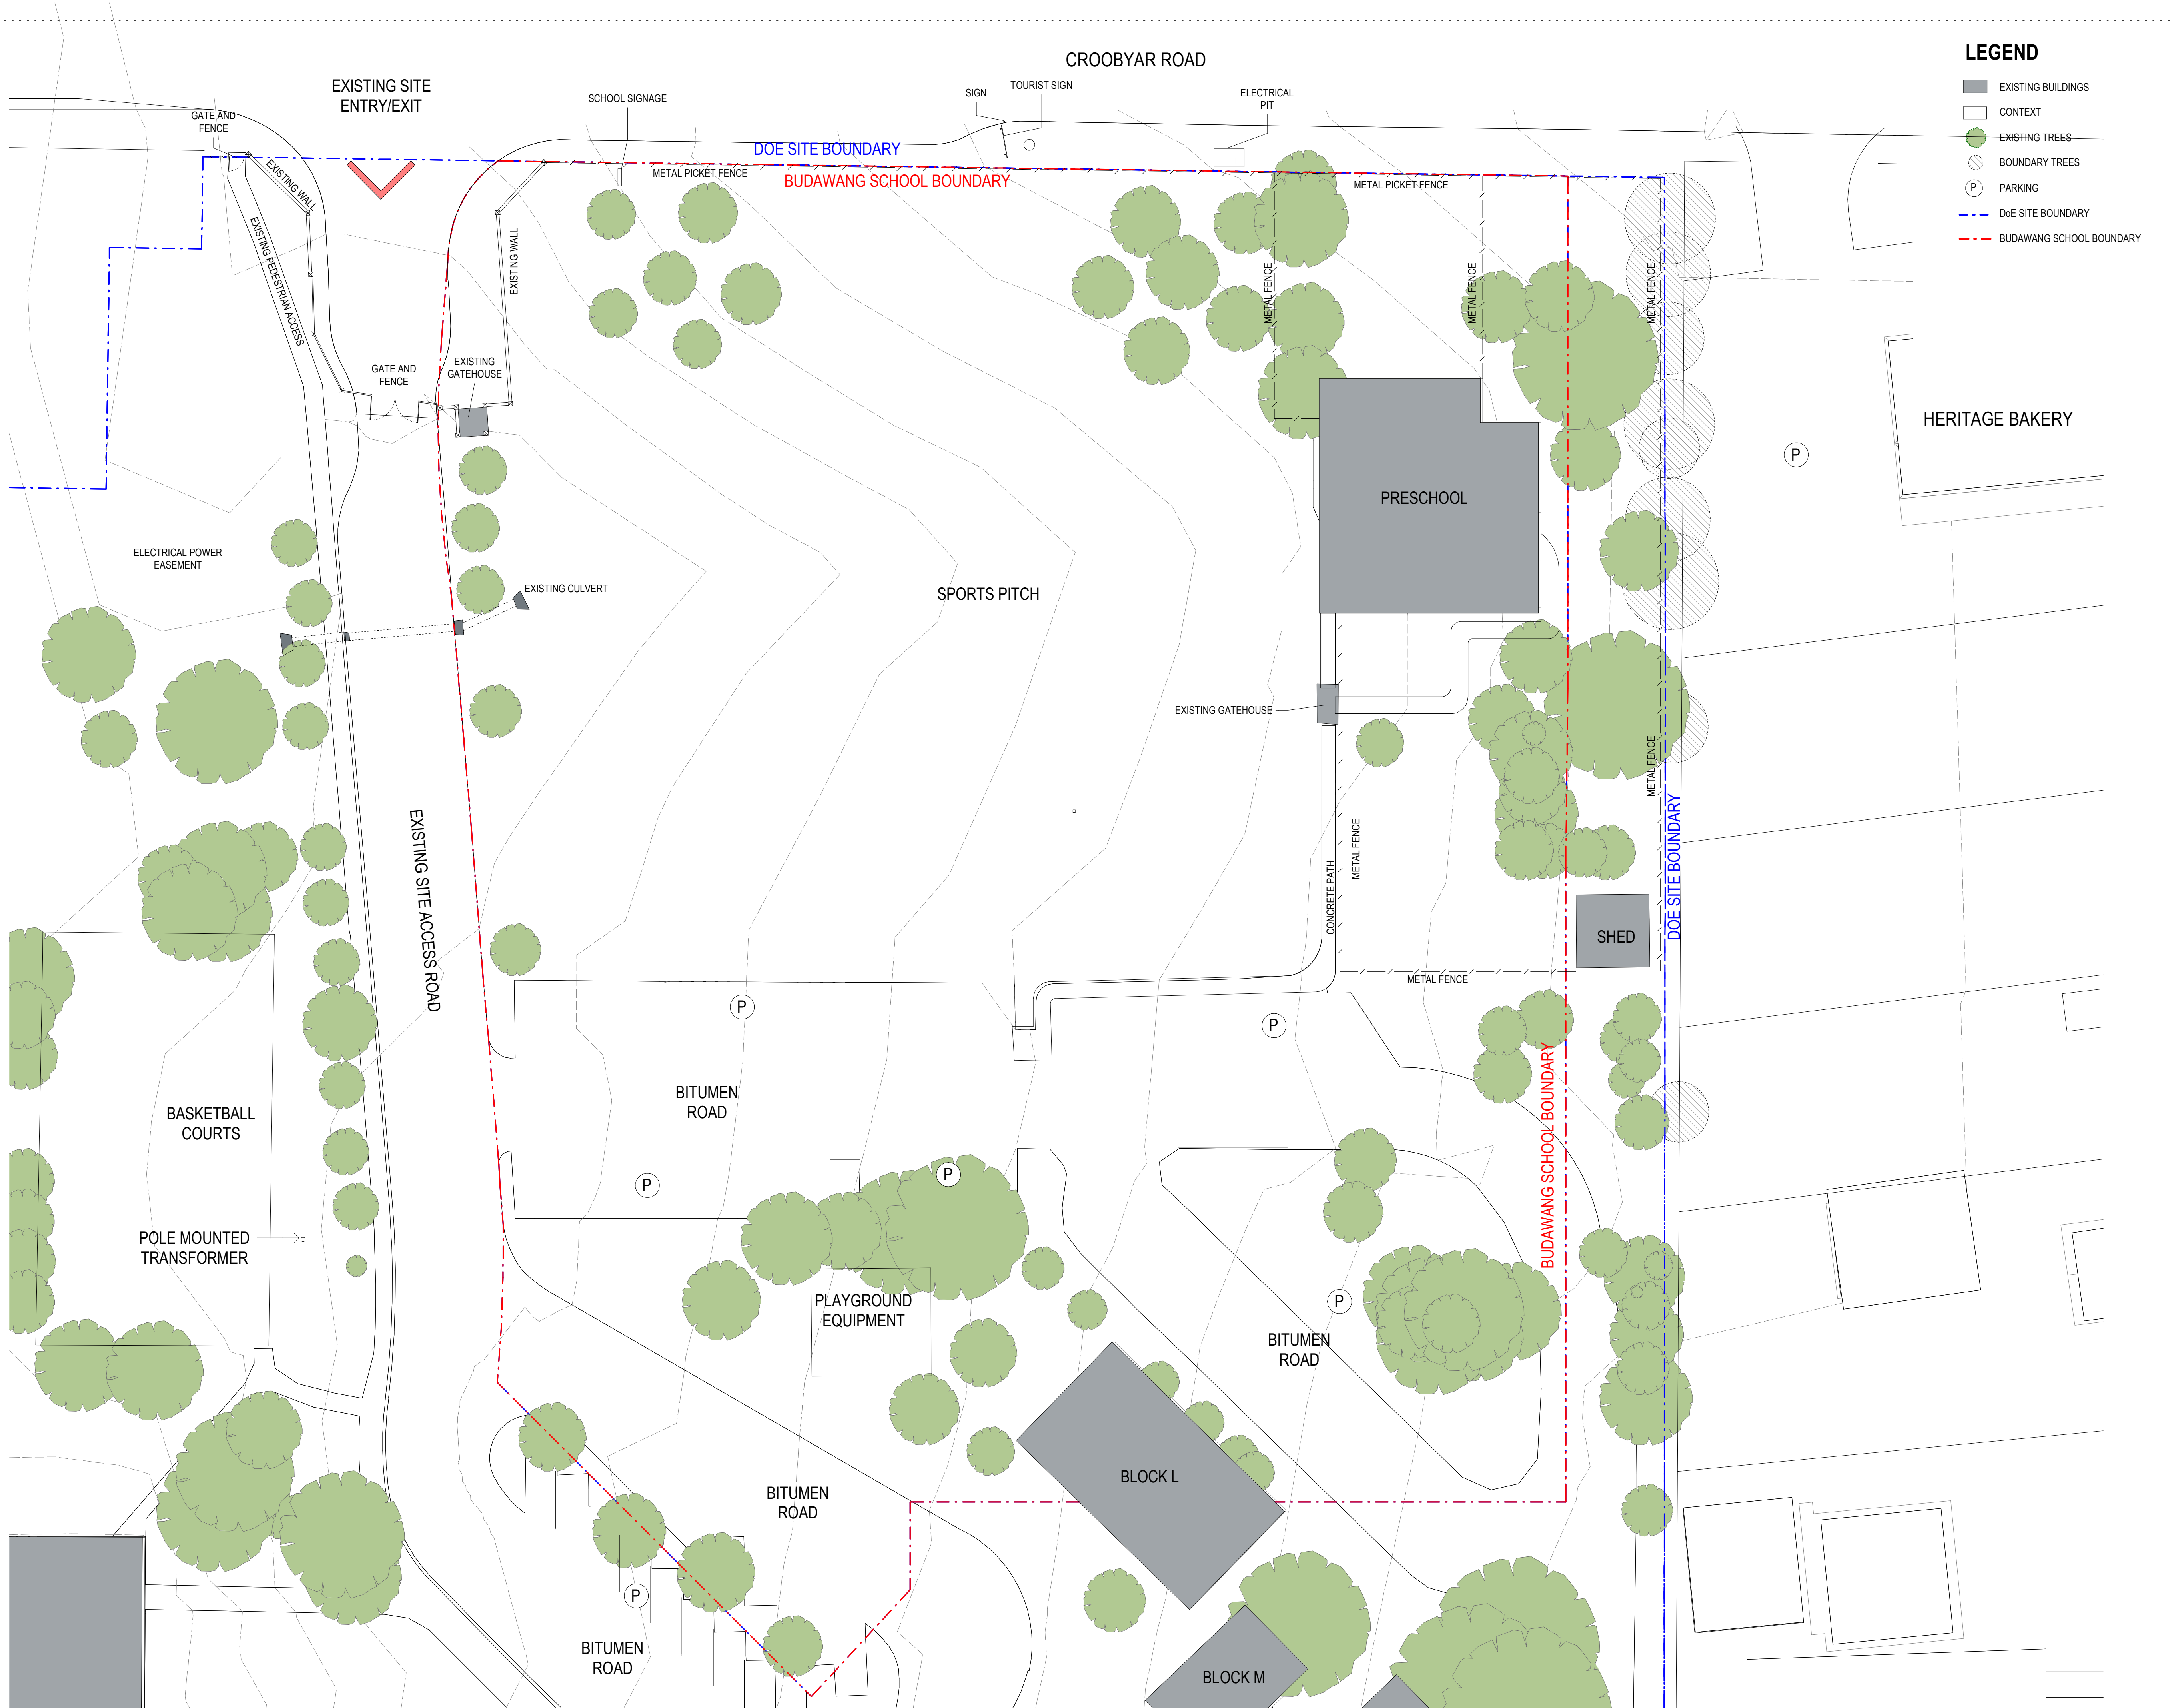 CROOBYAR ROAD
LEGEND
EXISTING BUILDINGS
CONTEXT
EXISTING TREES
BOUNDARY TREES
P
PARKING
DoE SITE BOUNDARY
BUDAWANG SCHOOL BOUNDARY
EXISTING SITE
ENTRY/EXIT
GATE AND
FENCE
SCHOOL SIGNAGE
SIGN
TOURIST SIGN
ELECTRICAL
PIT
DOE SITE BOUNDARY
METAL PICKET FENCE
BUDAWANG SCHOOL BOUNDARY
METAL PICKET FENCE
EXISTING WALL
EXISTING PEDESTRIAN ACCESS
EXISTING WALL
METAL FENCE
METAL FENCE
METAL FENCE
GATE AND
FENCE
EXISTING
GATEHOUSE
HERITAGE BAKERY
P
PRESCHOOL
ELECTRICAL POWER
EASEMENT
EXISTING CULVERT
SPORTS PITCH
EXISTING GATEHOUSE
METAL FENCE
DOE SITE BOUNDARY
EXISTING SITE ACCESS ROAD
METAL FENCE
CONCRETE PATH
SHED
METAL FENCE
P
P
BITUMEN
ROAD
BUDAWANG SCHOOL BOUNDARY
BASKETBALL
COURTS
P
P
POLE MOUNTED
TRANSFORMER
PLAYGROUND
EQUIPMENT
P
BITUMEN
ROAD
BLOCK L
BITUMEN
ROAD
P
BITUMEN
ROAD
BLOCK M